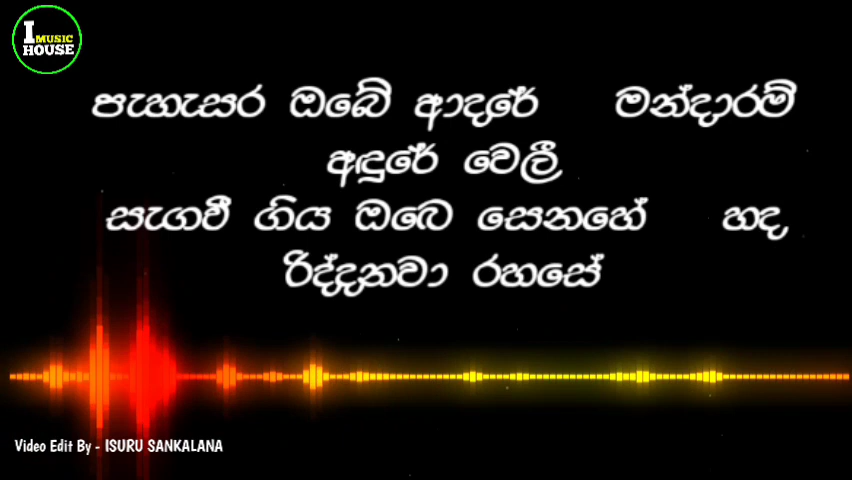 I MUSIC
HOUSE
පැහැසර ඔබේ ආදරේ මන්දාරම්
අඳුරේ වෙලී
සැඟවී ගිය ඔබෙ සෙනහේ හද
රිද්දනවා රහසේ
Video Edit By - ISURU SANKALANA